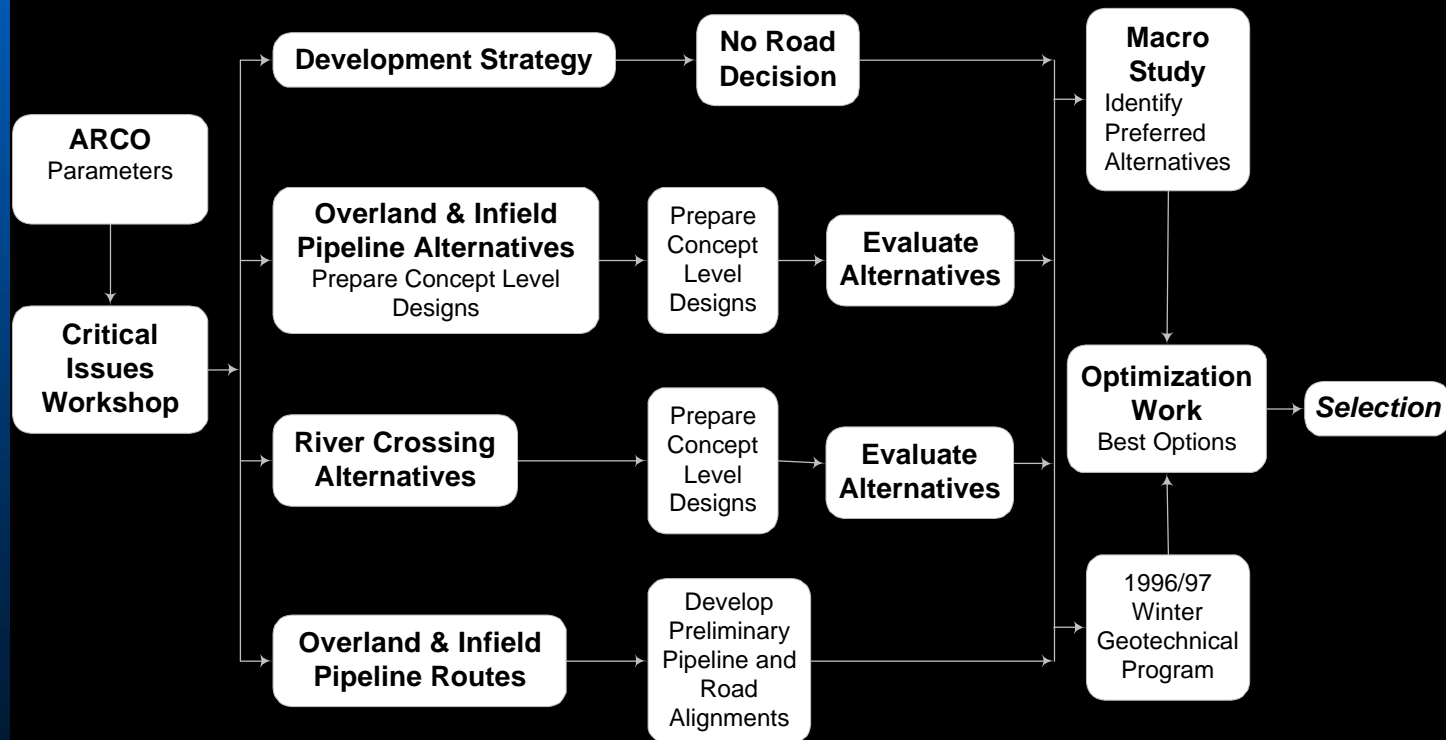 ARCO
Parameters
Critical
Issues
Workshop
Development Strategy
No Road
Decision
Overland & Infield
Pipeline Alternatives
Prepare Concept Level
Designs
Prepare
Concept
Level
Designs
Evaluate
Alternatives
River Crossing
Alternatives
Prepare
Concept
Level
Designs
Evaluate
Alternatives
Overland & Infield
Pipeline Routes
Develop
Preliminary
Pipeline and
Road
Alignments
Macro
Study
Identify
Preferred
Alternatives
Optimization
Work
Best Options
1996/97
Winter
Geotechnical
Program
Selection